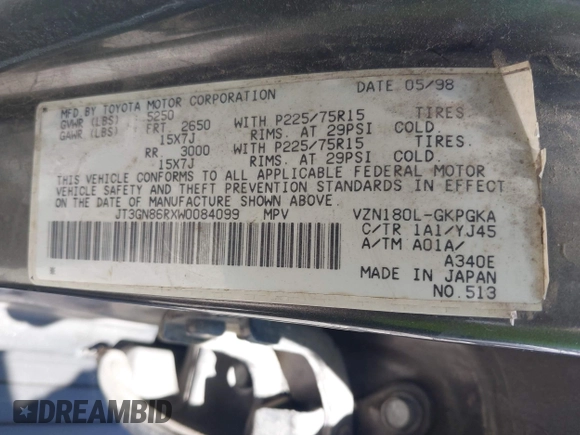 MFD BY TOYOTA MOTOR CORPORATION DATE 05/98
GVWR (LBS) 5250
GAWR (LBS) FRT. 2650 WITH P225/75R15 TIRES.
15X7J RIMS. AT 29PSI COLD.
RR. 3000 WITH P225/75R15 TIRES.
15X7J RIMS. AT 29PSI COLD.
THIS VEHICLE CONFORMS TO ALL APPLICABLE FEDERAL MOTOR
VEHICLE SAFETY AND THEFT PREVENTION STANDARDS IN EFFECT
ON THE DATE OF MANUFACTURE SHOWN ABOVE.
JT3GN86RXW0084099 MPV VZN180L-GKPGKA
C/TR 1A1/YJ45
A/TM A01A/
A340E
MADE IN JAPAN
NO.513
DREAMBID